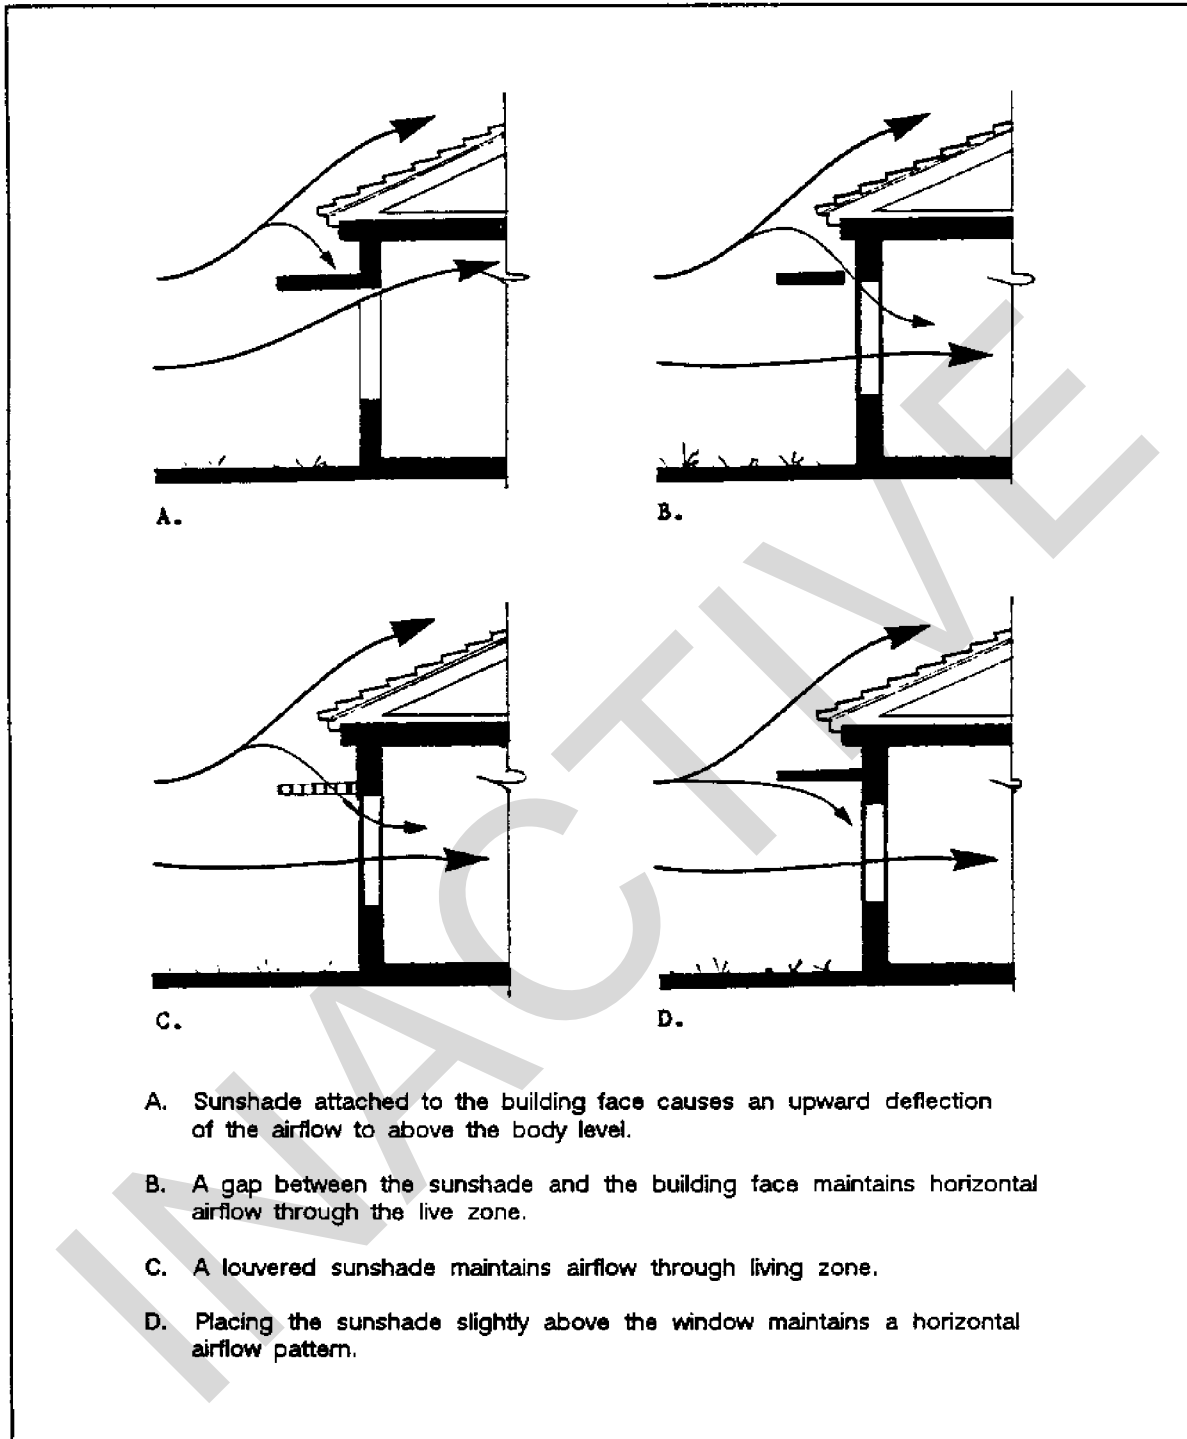 A.
B.
C.
D.
A. Sunshade attached to the building face causes an upward deflection
of the airflow to above the body level.
B. A gap between the sunshade and the building face maintains horizontal
airflow through the live zone.
C. A louvered sunshade maintains airflow through living zone.
D. Placing the sunshade slightly above the window maintains a horizontal
airflow pattern.
INACTIVE